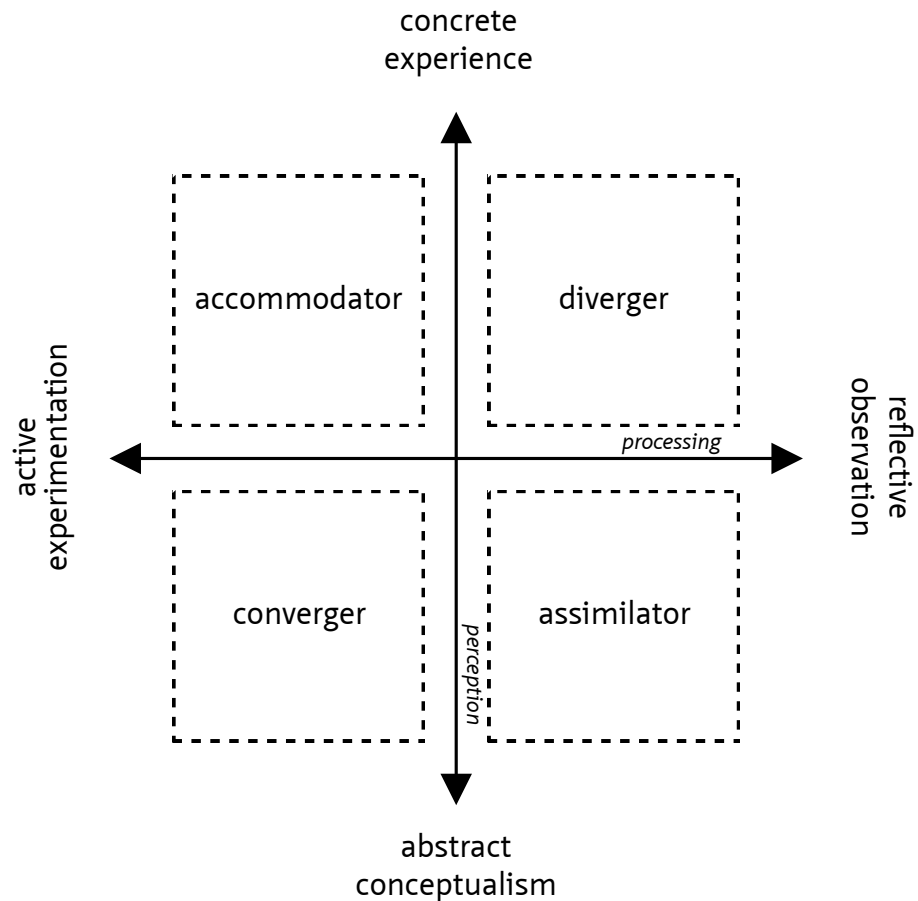 concrete
experience
accommodator
diverger
processing
active
experimentation
reflective
observation
converger
assimilator
perception
abstract
conceptualism